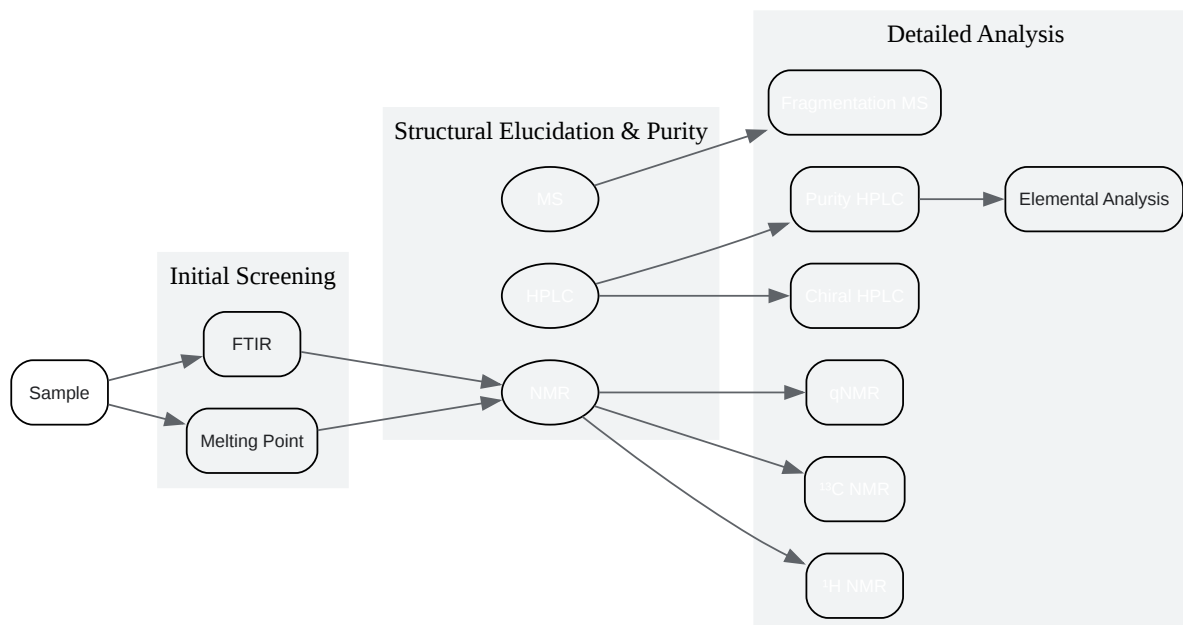 Detailed Analysis
Fragmentation MS
Structural Elucidation & Purity
MS
Purity HPLC
Elemental Analysis
Initial Screening
HPLC
Chiral HPLC
FTIR
Sample
NMR
qNMR
Melting Point
¹³C NMR
¹H NMR